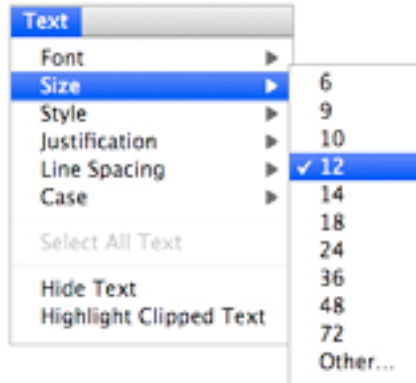 Text
Font
Size
Style
Justification
Line Spacing
Case
Select All Text
Hide Text
Highlight Clipped Text
6
9
10
✓ 12
14
18
24
36
48
72
Other...